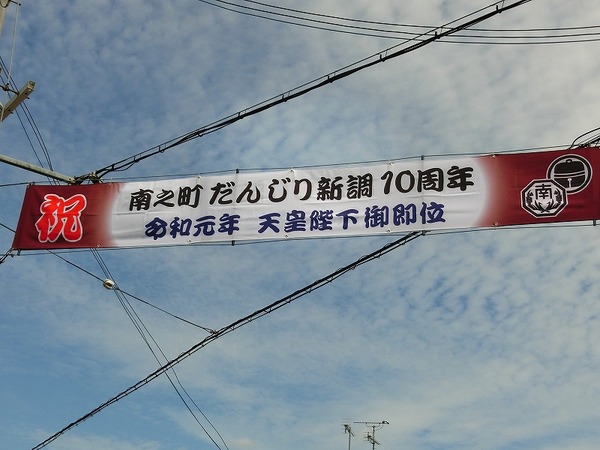 祝
南之町 だんじり新調 10周年
令和元年 天皇陛下御即位
南